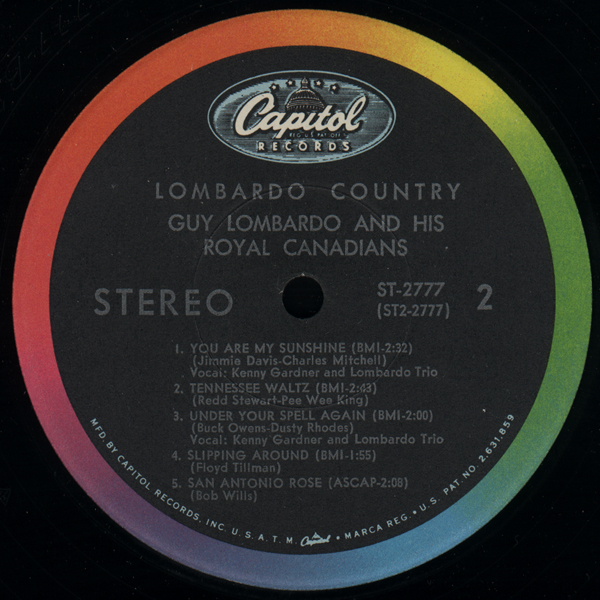 Capitol
REG. U.S. PAT. OFF.
RECORDS
LOMBARDO COUNTRY
GUY LOMBARDO AND HIS
ROYAL CANADIANS
STEREO
ST-2777
(ST2-2777)
2
1. YOU ARE MY SUNSHINE (BMI-2:32)
(Jimmie Davis-Charles Mitchell)
Vocal: Kenny Gardner and Lombardo Trio
2. TENNESSEE WALTZ (BMI-2:43)
(Redd Stewart-Pee Wee King)
3. UNDER YOUR SPELL AGAIN (BMI-2:00)
(Buck Owens-Dusty Rhodes)
Vocal: Kenny Gardner and Lombardo Trio
4. SLIPPING AROUND (BMI-1:55)
(Floyd Tillman)
5. SAN ANTONIO ROSE (ASCAP-2:08)
(Bob Wills)
MFD. BY CAPITOL RECORDS, INC. U.S.A. T.M. Capitol • MARCA REG. • U.S. PAT. NO. 2,631,859